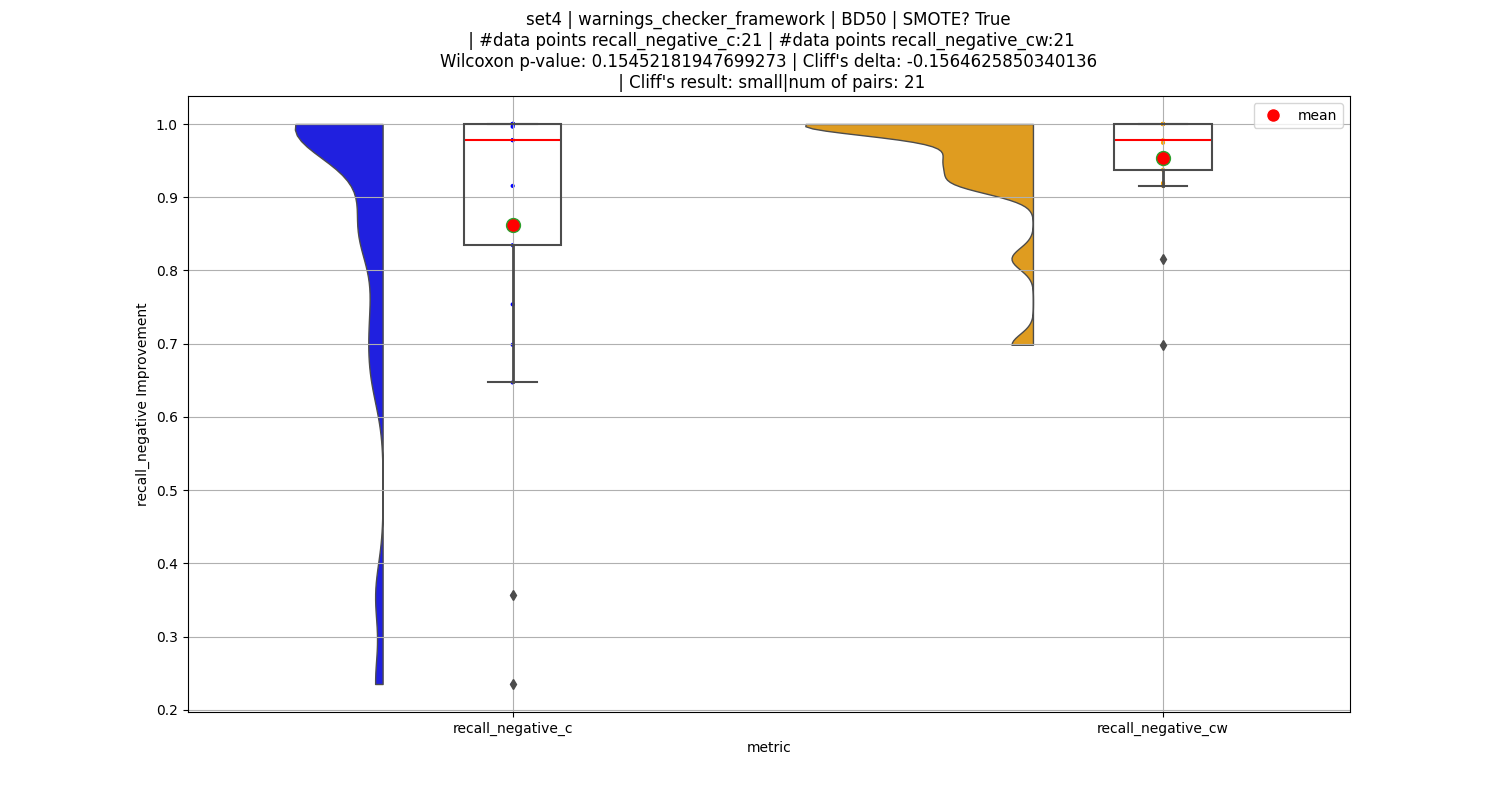 set4 | warnings_checker_framework | BD50 | SMOTE? True
| #data points recall_negative_c:21 | #data points recall_negative_cw:21
Wilcoxon p-value: 0.15452181947699273 | Cliff's delta: -0.1564625850340136
| Cliff's result: small|num of pairs: 21
mean
1.0
0.9
0.8
0.7
0.6
0.5
0.4
0.3
0.2
recall_negative Improvement
recall_negative_c
recall_negative_cw
metric